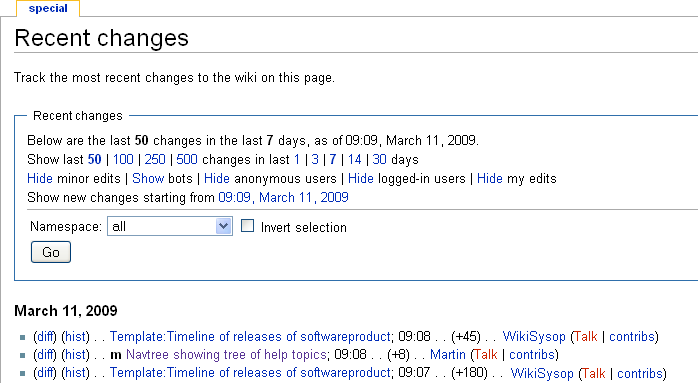 special
Recent changes
Track the most recent changes to the wiki on this page.
Recent changes
Below are the last 50 changes in the last 7 days, as of 09:09, March 11, 2009.
Show last 50 | 100 | 250 | 500 changes in last 1 | 3 | 7 | 14 | 30 days
Hide minor edits | Show bots | Hide anonymous users | Hide logged-in users | Hide my edits
Show new changes starting from 09:09, March 11, 2009
Namespace: all Invert selection
Go
March 11, 2009
(diff) (hist) . . Template:Timeline of releases of softwareproduct; 09:08 . . (+45) . . WikiSysop (Talk | contribs)
(diff) (hist) . . m Navtree showing tree of help topics; 09:08 . . (+8) . . Martin (Talk | contribs)
(diff) (hist) . . Template:Timeline of releases of softwareproduct; 09:07 . . (+180) . . WikiSysop (Talk | contribs)